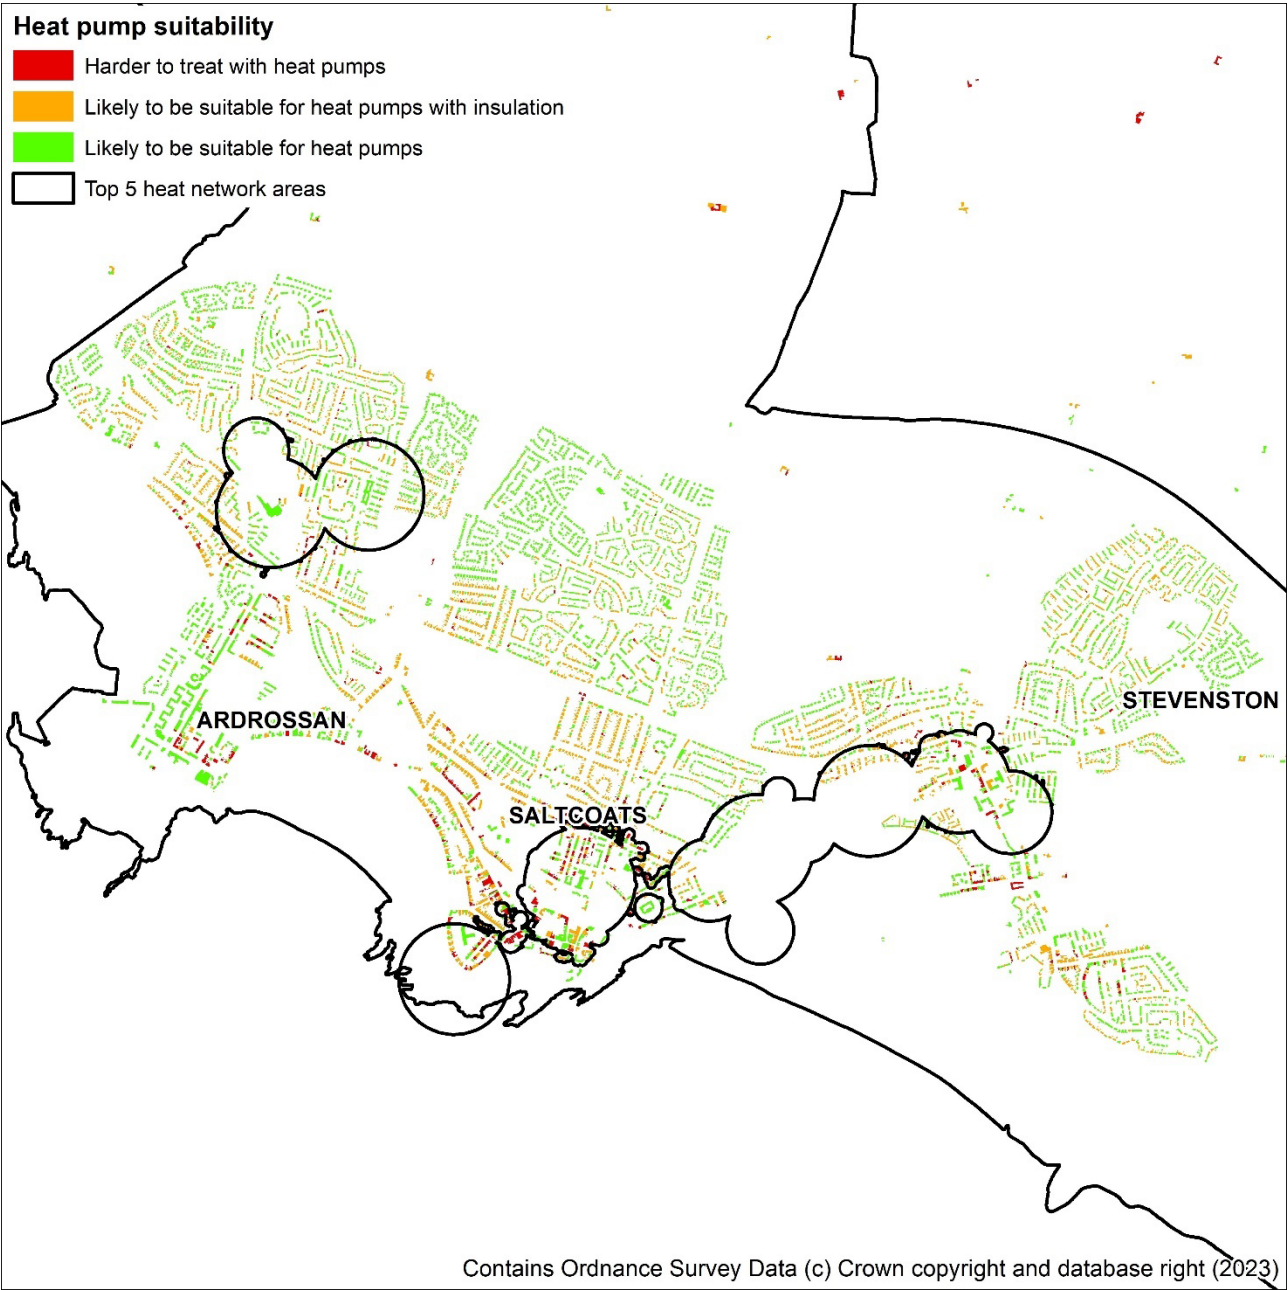 Heat pump suitability
Harder to treat with heat pumps
Likely to be suitable for heat pumps with insulation
Likely to be suitable for heat pumps
Top 5 heat network areas
STEVENSTON
ARDROSSAN
SALTCOATS
Contains Ordnance Survey Data (c) Crown copyright and database right (2023)